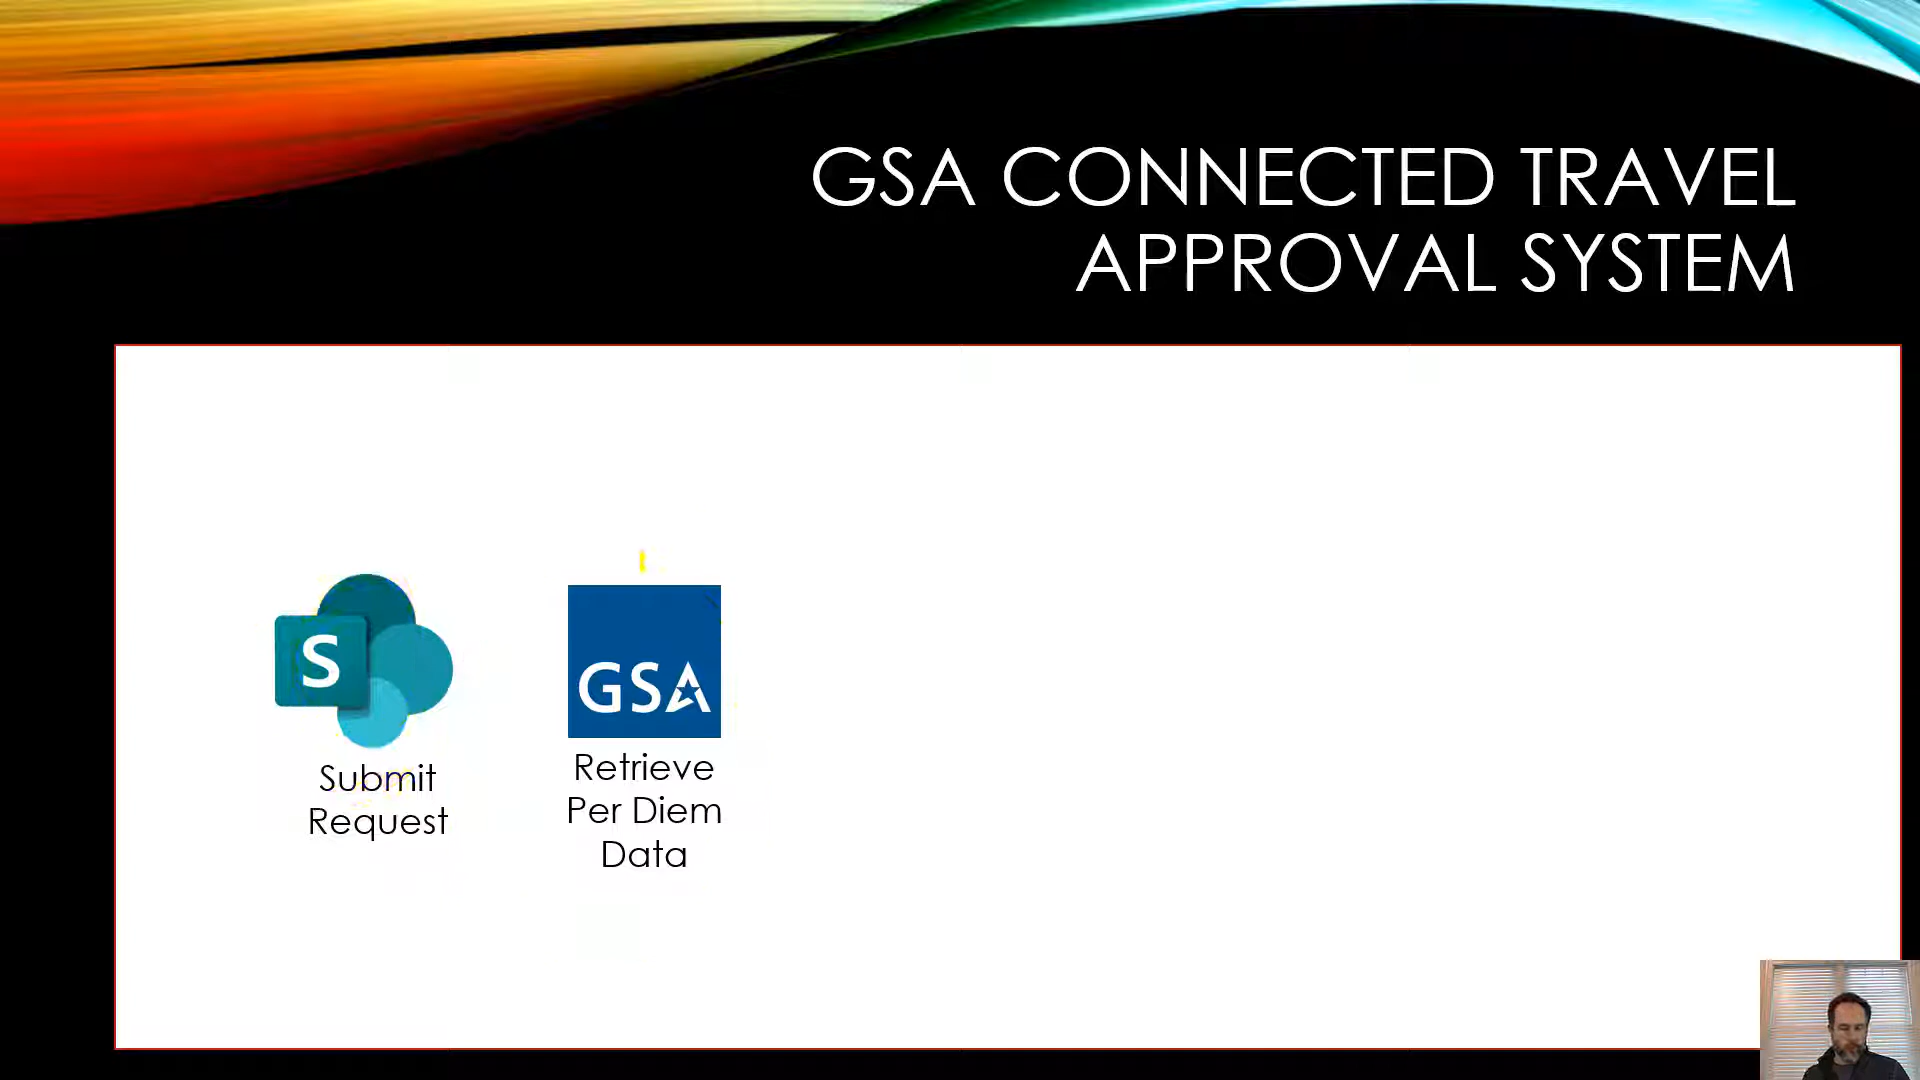 GSA CONNECTED TRAVEL
APPROVAL SYSTEM
S
GSA
Submit
Request
Retrieve
Per Diem
Data